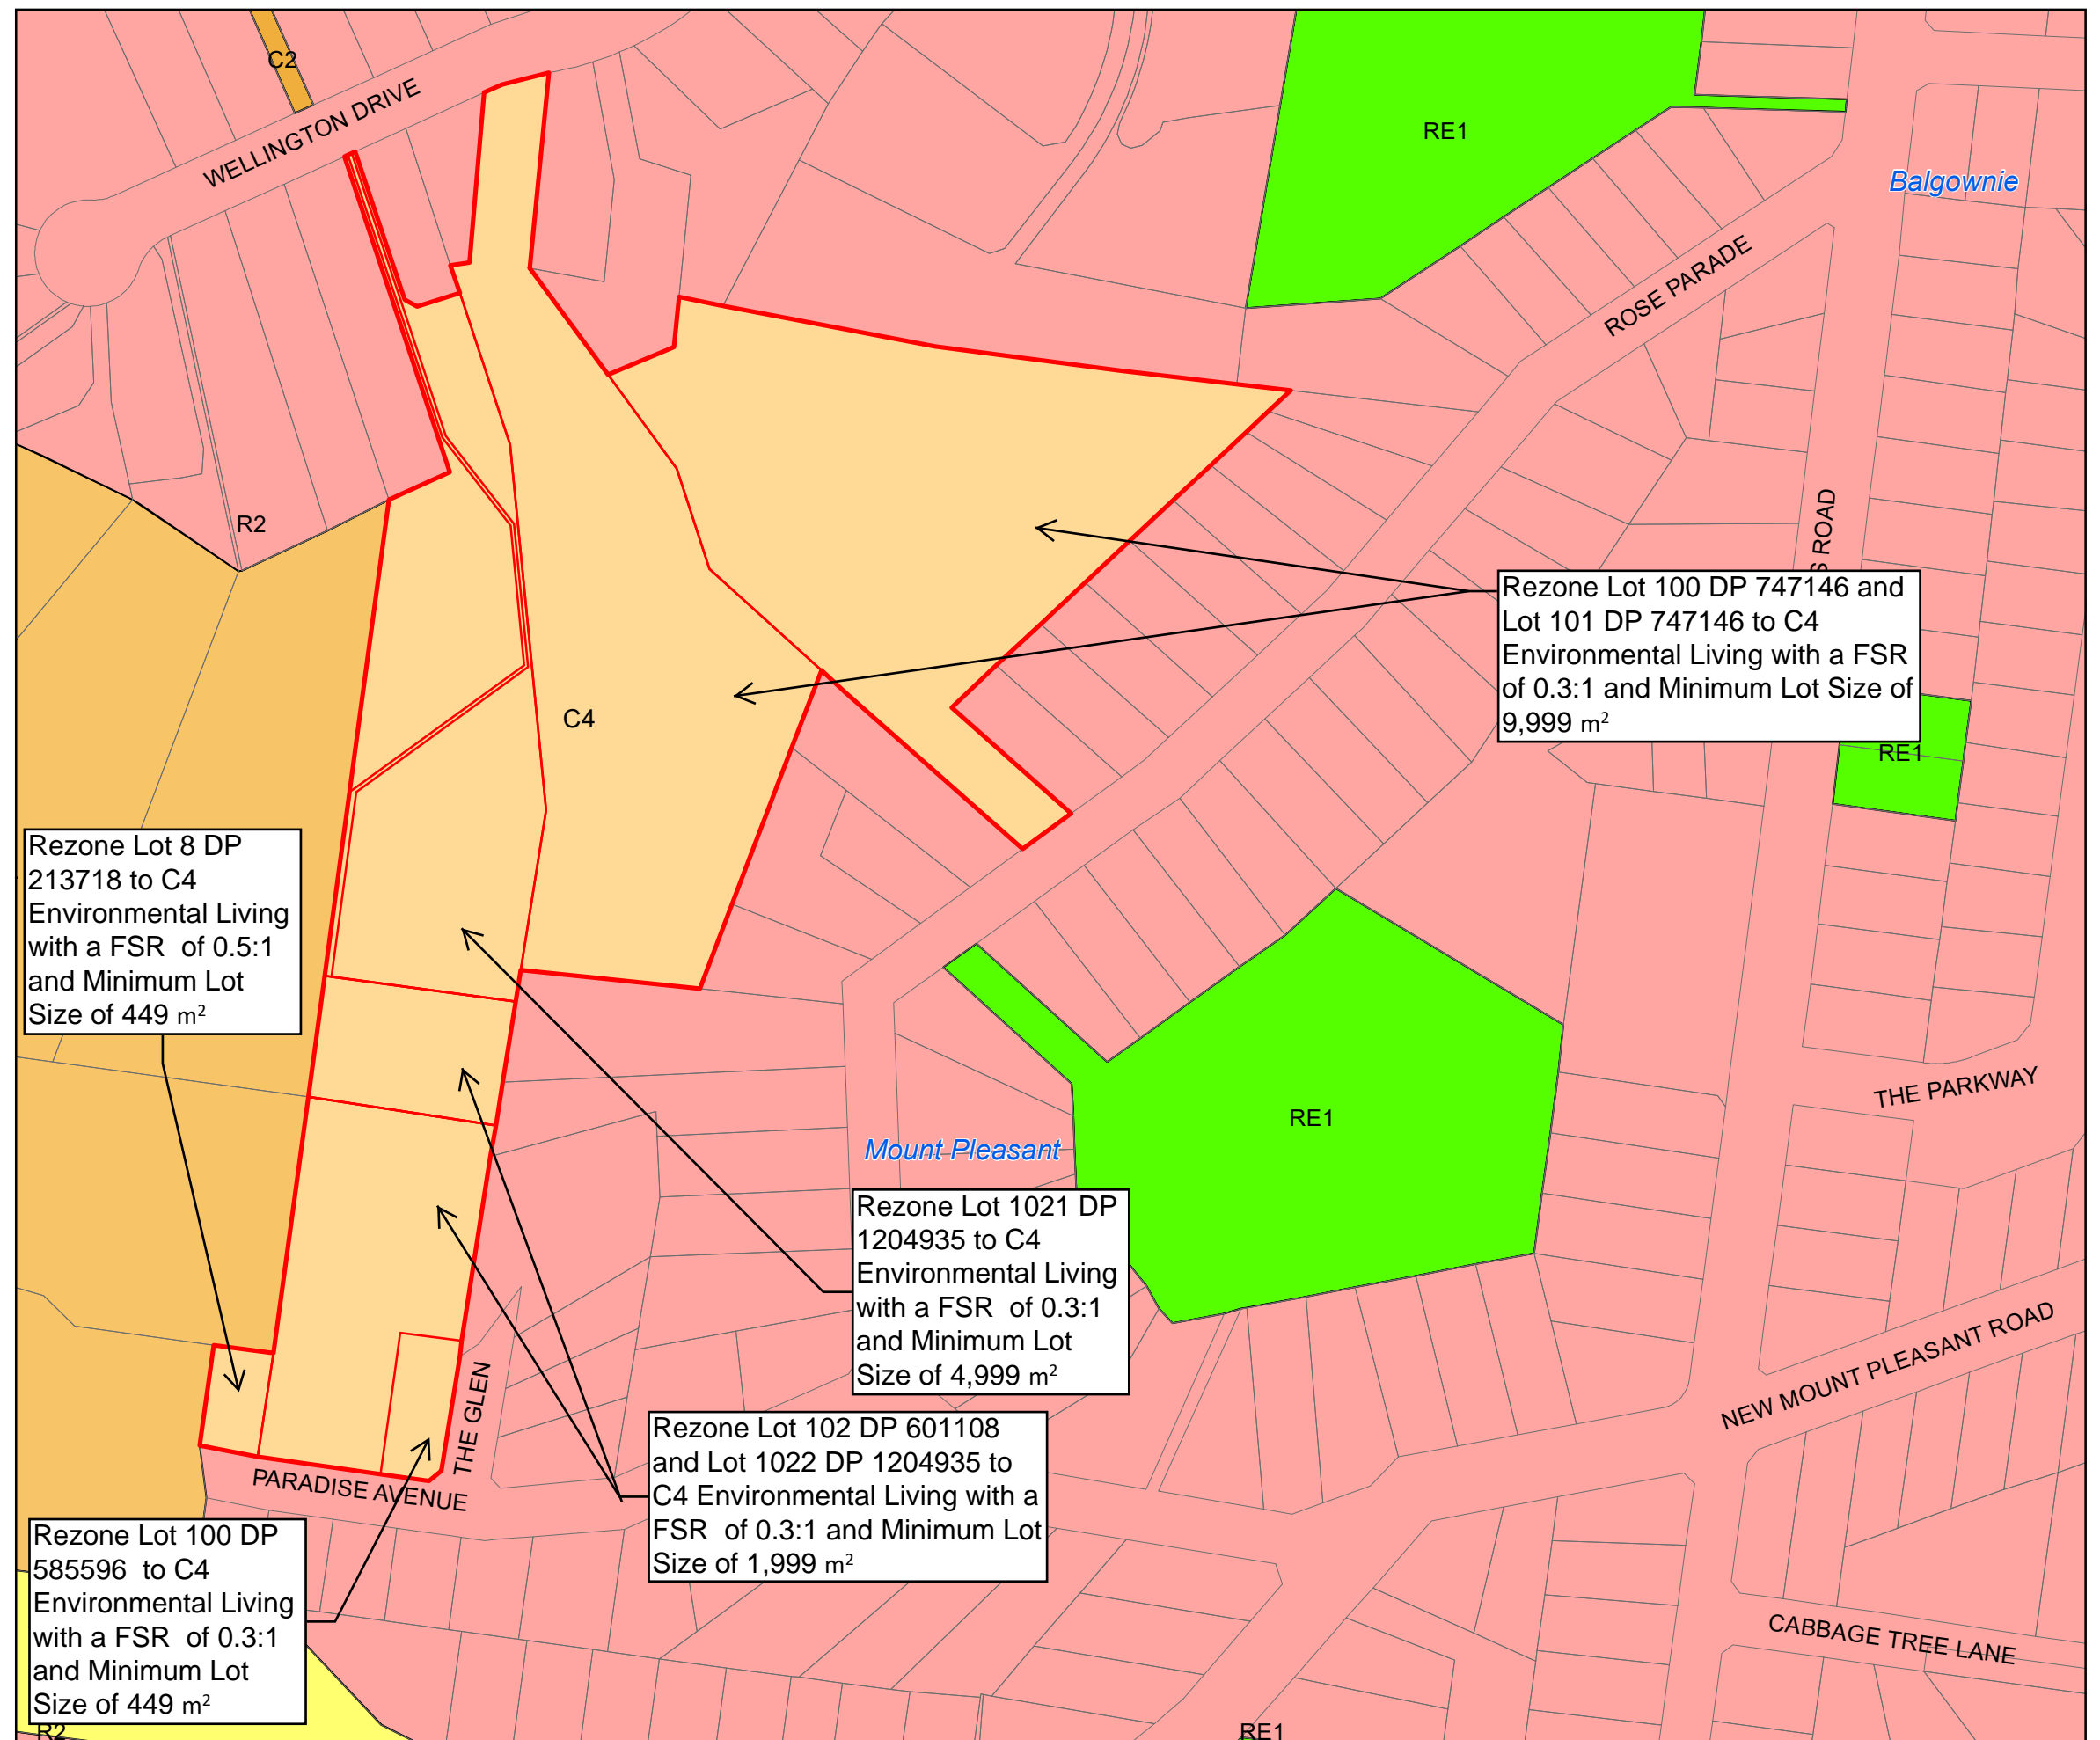 C2
WELLINGTON DRIVE
RE1
Balgownie
ROSE PARADE
R2
S ROAD
Rezone Lot 100 DP 747146 and
Lot 101 DP 747146 to C4
Environmental Living with a FSR
of 0.3:1 and Minimum Lot Size of
9,999 m²
C4
RE1
Rezone Lot 8 DP
213718 to C4
Environmental Living
with a FSR of 0.5:1
and Minimum Lot
Size of 449 m²
THE PARKWAY
RE1
Mount Pleasant
Rezone Lot 1021 DP
1204935 to C4
Environmental Living
with a FSR of 0.3:1
and Minimum Lot
Size of 4,999 m²
NEW MOUNT PLEASANT ROAD
THE GLEN
PARADISE AVENUE
Rezone Lot 102 DP 601108
and Lot 1022 DP 1204935 to
C4 Environmental Living with a
FSR of 0.3:1 and Minimum Lot
Size of 1,999 m²
Rezone Lot 100 DP
585596 to C4
Environmental Living
with a FSR of 0.3:1
and Minimum Lot
Size of 449 m²
CABBAGE TREE LANE
R2
RE1